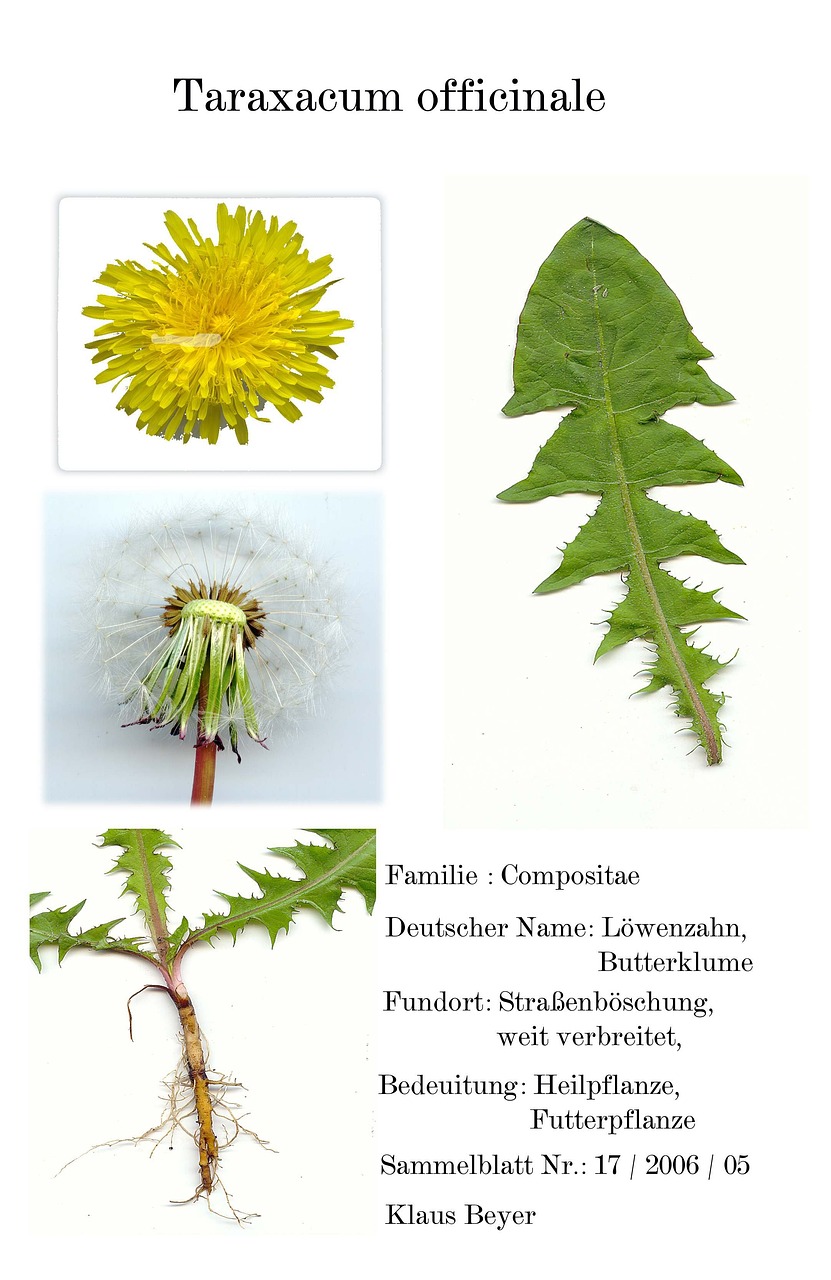 Taraxacum officinale
Familie : Compositae
Deutscher Name: Löwenzahn,
Butterklume
Fundort: Straßenböschung,
weit verbreitet,
Bedeuitung: Heilpflanze,
Futterpflanze
Sammelblatt Nr.: 17 / 2006 / 05
Klaus Beyer